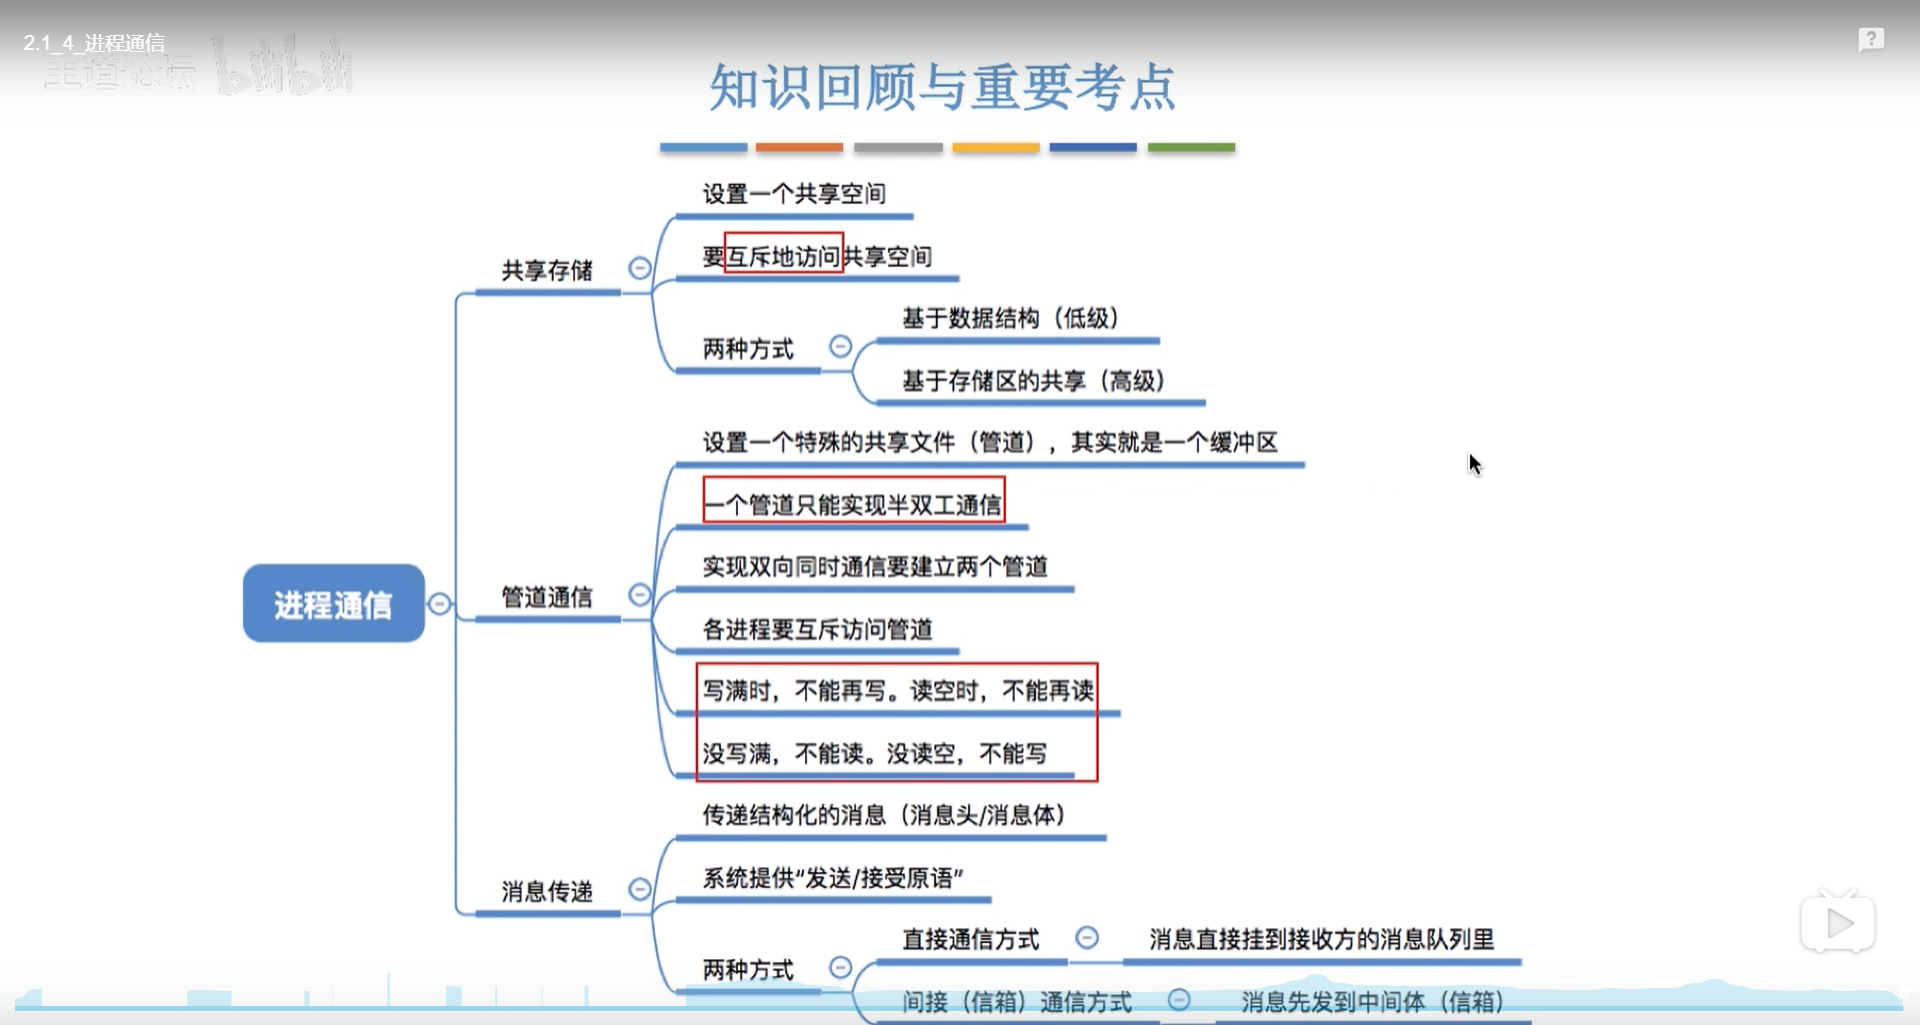 2.1_4_进程通信
王道论坛 bilibili
知识回顾与重要考点
进程通信
共享存储
设置一个共享空间
要互斥地访问共享空间
两种方式
基于数据结构（低级）
基于存储区的共享（高级）
管道通信
设置一个特殊的共享文件（管道），其实就是一个缓冲区
一个管道只能实现半双工通信
实现双向同时通信要建立两个管道
各进程要互斥访问管道
写满时，不能再写。读空时，不能再读
没写满，不能读。没读空，不能写
消息传递
传递结构化的消息（消息头/消息体）
系统提供“发送/接受原语”
两种方式
直接通信方式
消息直接挂到接收方的消息队列里
间接（信箱）通信方式
消息先发到中间体（信箱）